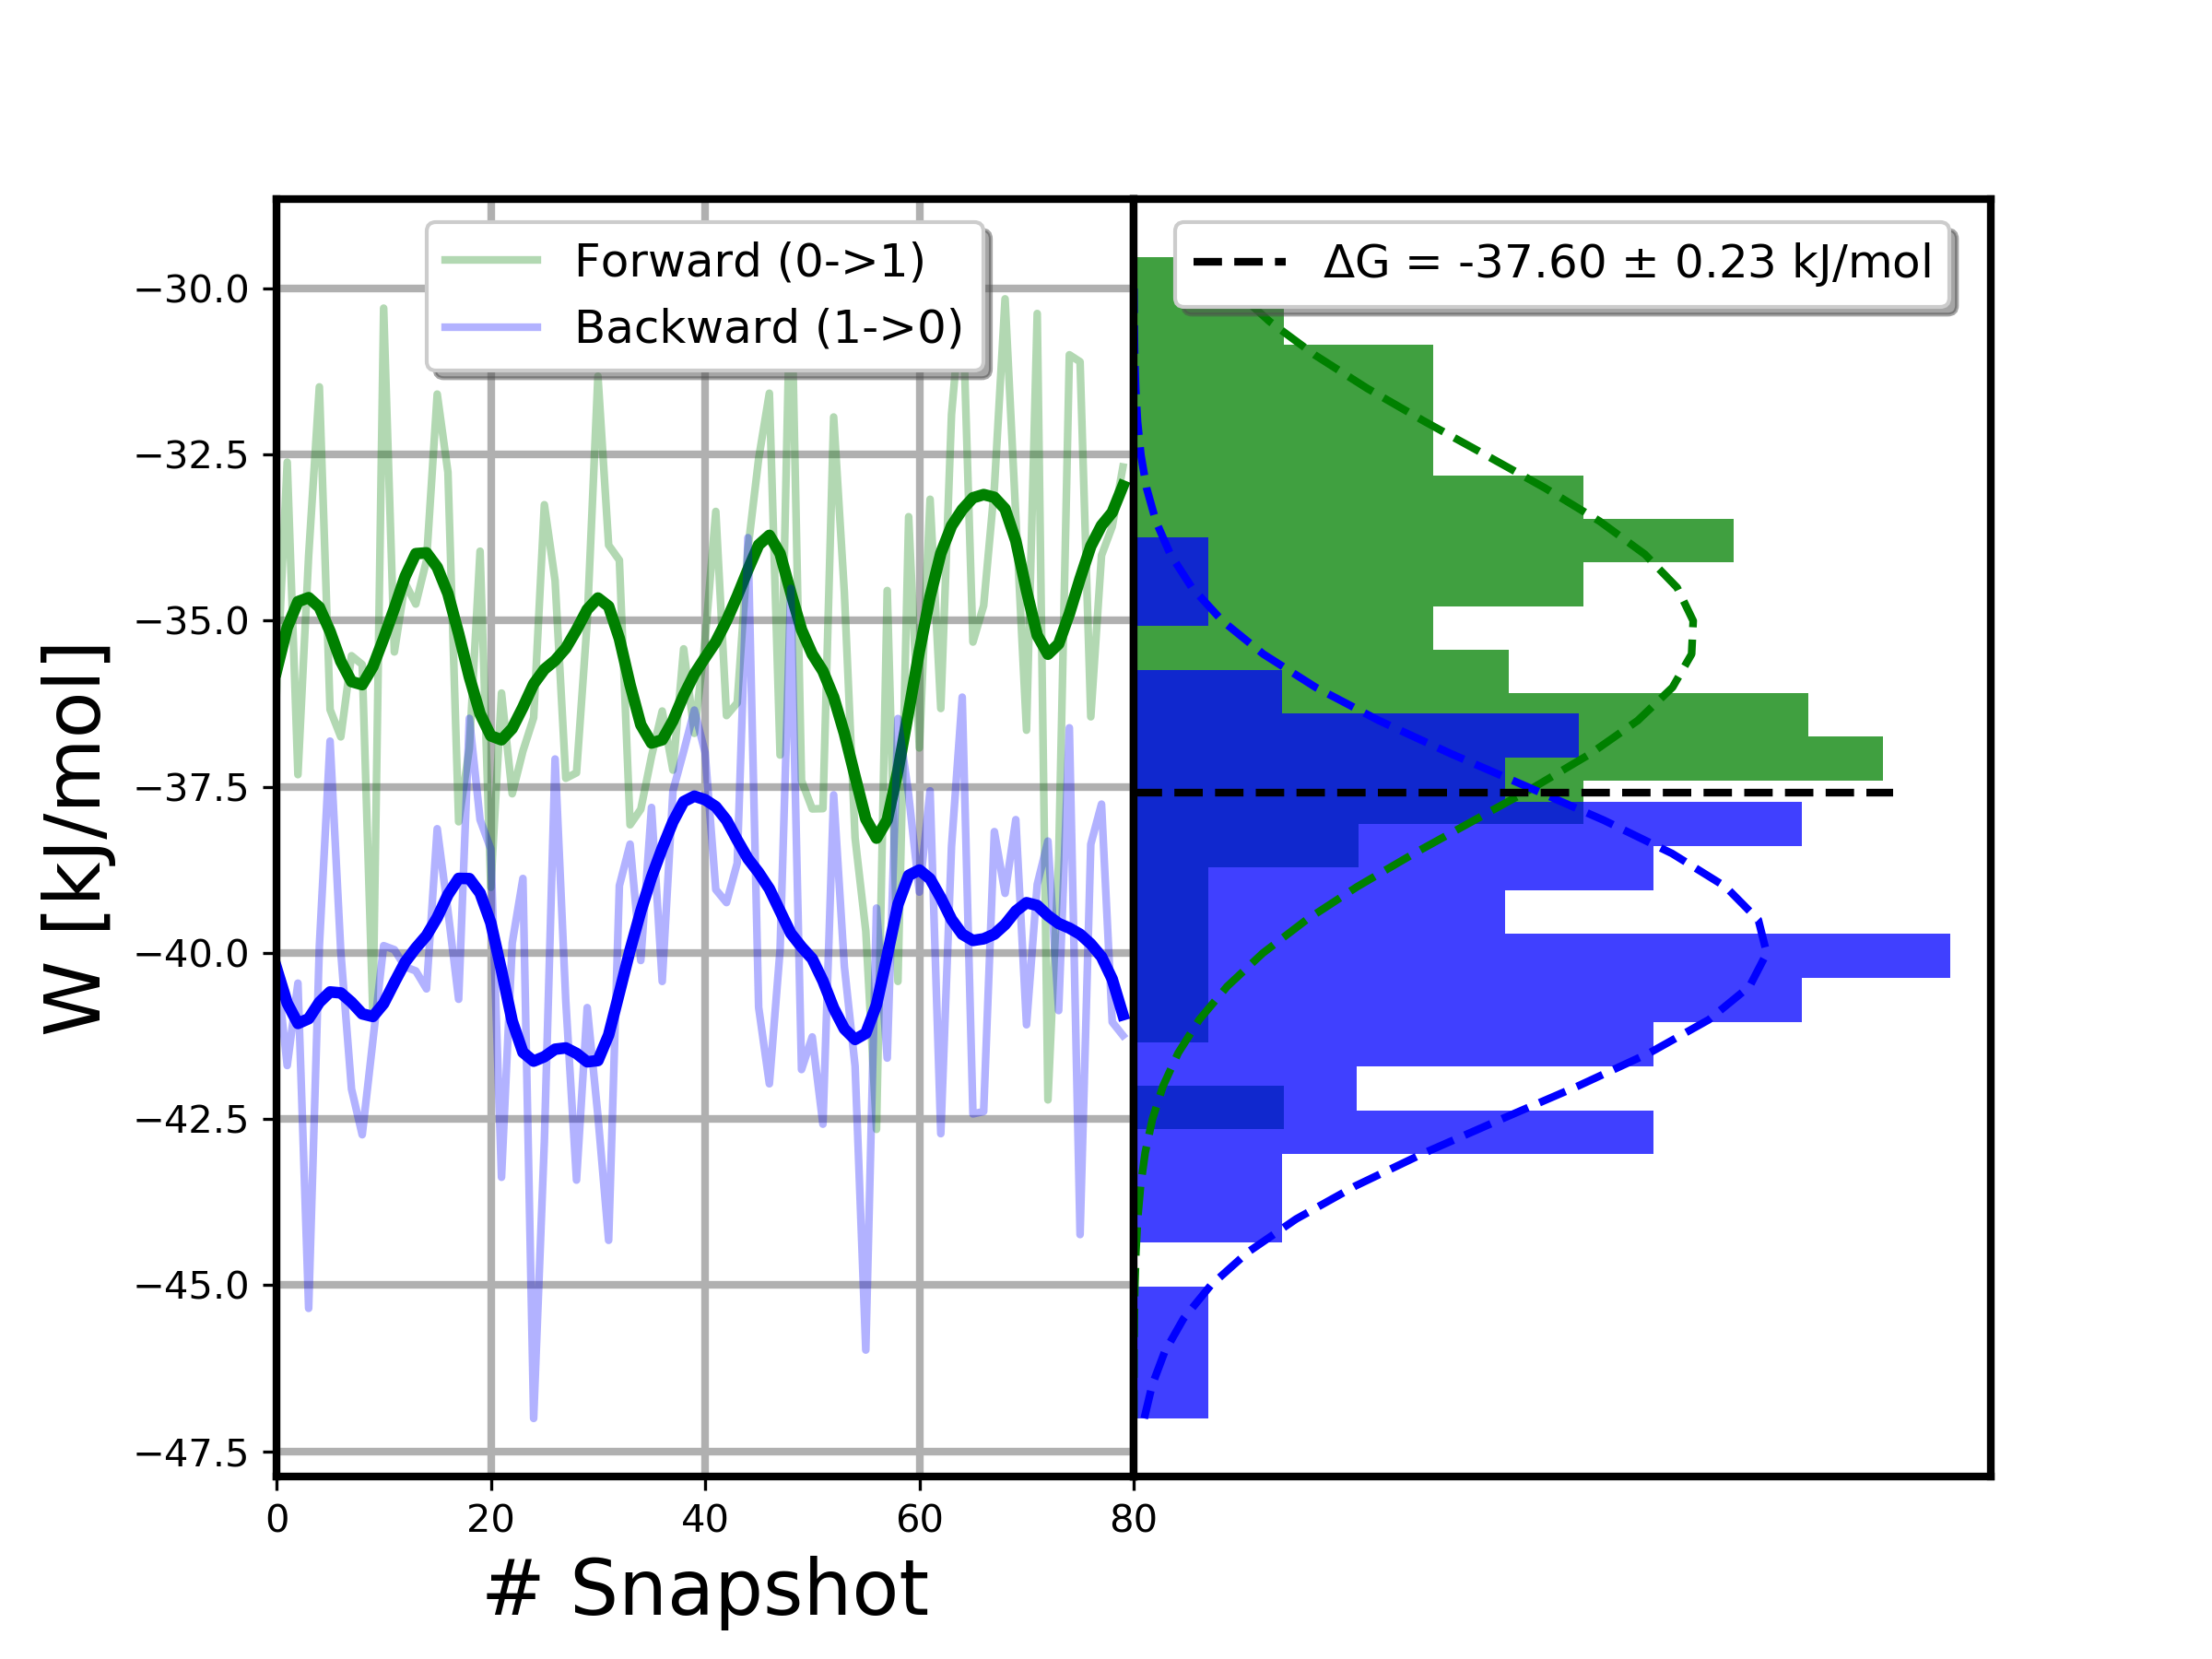 Forward (0->1)
Backward (1->0)
ΔG = -37.60 ± 0.23 kJ/mol
−30.0
−32.5
−35.0
−37.5
−40.0
−42.5
−45.0
−47.5
W [kJ/mol]
0 20 40 60 80
# Snapshot